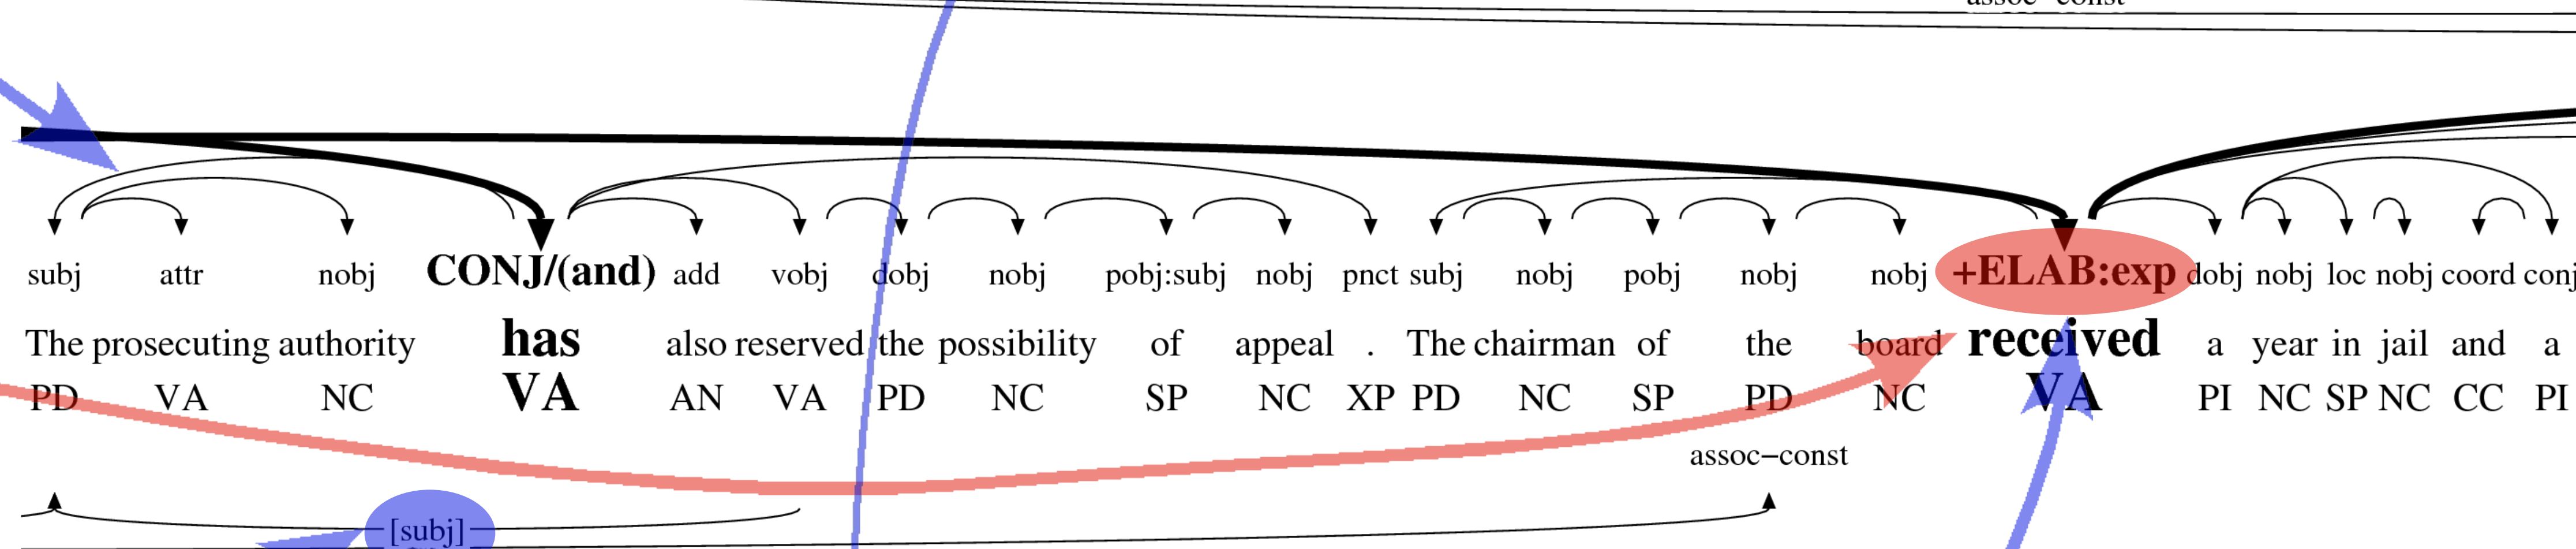 assoc-const
subj attr nobj CONJ/(and) add vobj dobj nobj pobj:subj nobj pnct subj nobj pobj nobj nobj +ELAB:exp dobj nobj loc nobj coord conj
The prosecuting authority has also reserved the possibility of appeal . The chairman of the board received a year in jail and a
PD VA NC VA AN VA PD NC SP NC XP PD NC SP PD NC VA PI NC SP NC CC PI
assoc-const
[subj]